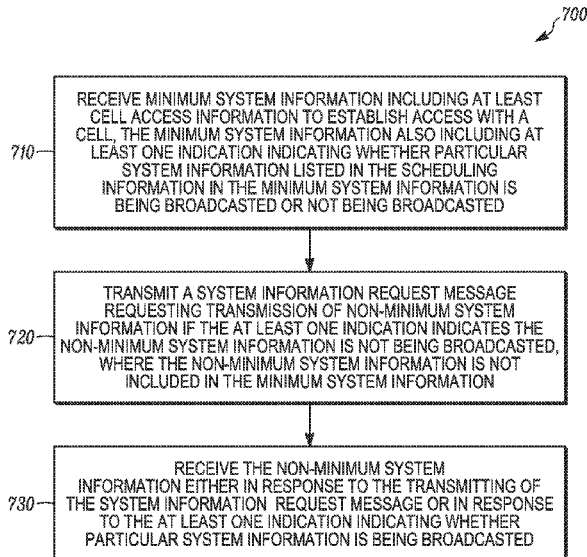 700
RECEIVE MINIMUM SYSTEM INFORMATION INCLUDING AT LEAST
CELL ACCESS INFORMATION TO ESTABLISH ACCESS WITH A
CELL, THE MINIMUM SYSTEM INFORMATION ALSO INCLUDING AT
LEAST ONE INDICATION INDICATING WHETHER PARTICULAR
SYSTEM INFORMATION LISTED IN THE SCHEDULING
INFORMATION IN THE MINIMUM SYSTEM INFORMATION IS
BEING BROADCASTED OR NOT BEING BROADCASTED
710
TRANSMIT A SYSTEM INFORMATION REQUEST MESSAGE
REQUESTING TRANSMISSION OF NON-MINIMUM SYSTEM
INFORMATION IF THE AT LEAST ONE INDICATION INDICATES THE
NON-MINIMUM SYSTEM INFORMATION IS NOT BEING BROADCASTED,
WHERE THE NON-MINIMUM SYSTEM INFORMATION IS NOT
INCLUDED IN THE MINIMUM SYSTEM INFORMATION
720
RECEIVE THE NON-MINIMUM SYSTEM
INFORMATION EITHER IN RESPONSE TO THE TRANSMITTING OF
THE SYSTEM INFORMATION REQUEST MESSAGE OR IN RESPONSE
TO THE AT LEAST ONE INDICATION INDICATING WHETHER
PARTICULAR SYSTEM INFORMATION IS BEING BROADCASTED
730